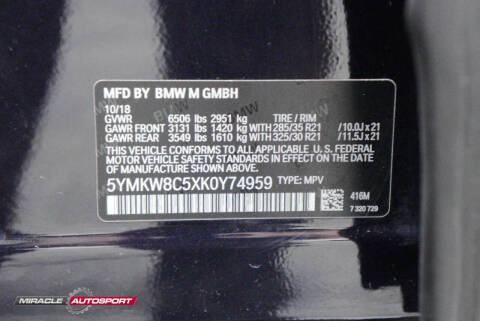 MFD BY BMW M GMBH
10/18
GVWR 6506 lbs 2951 kg TIRE / RIM
GAWR FRONT 3131 lbs 1420 kg WITH 285/35 R21 /10.0J x 21
GAWR REAR 3549 lbs 1610 kg WITH 325/30 R21 /11.5J x 21
THIS VEHICLE CONFORMS TO ALL APPLICABLE U. S. FEDERAL
MOTOR VEHICLE SAFETY STANDARDS IN EFFECT ON THE DATE OF
MANUFACTURE SHOWN ABOVE.
5YMKW8C5XK0Y74959 TYPE: MPV
416M
7 320 729
MIRACLE AUTOSPORT